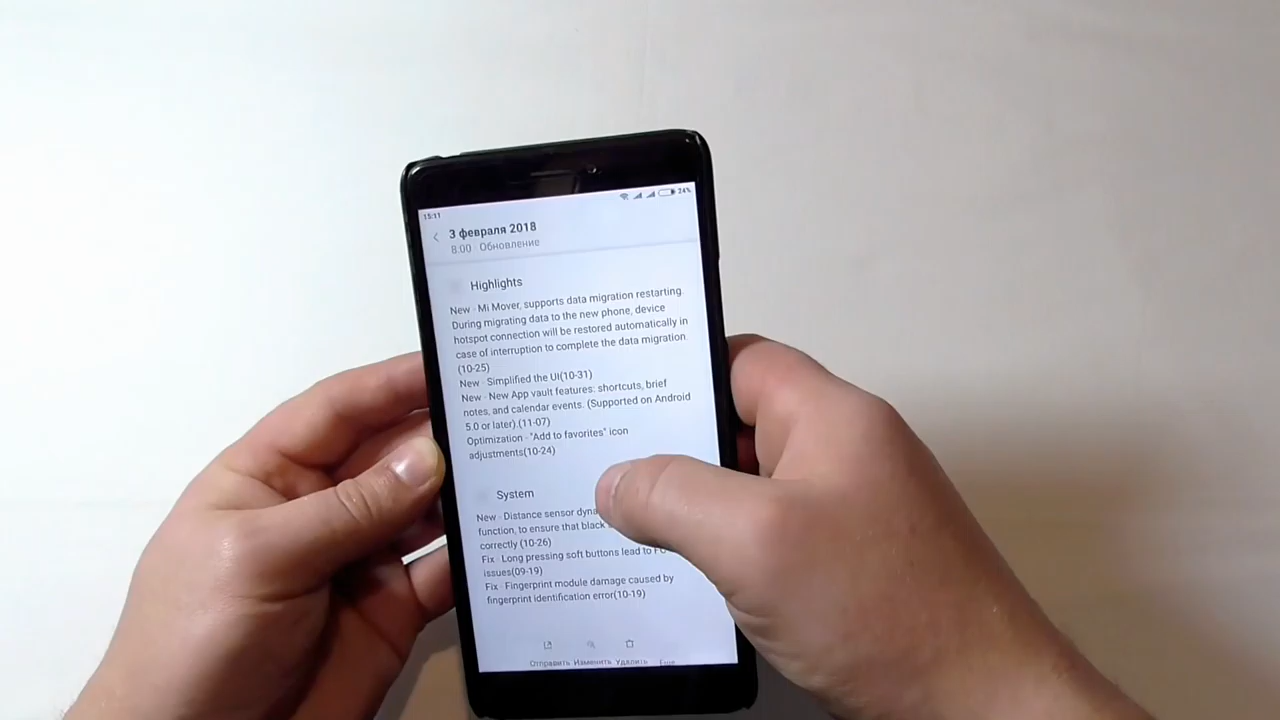 15:11 24%
3 февраля 2018
8:00 Обновление
Highlights
New - Mi Mover, supports data migration restarting.
During migrating data to the new phone, device
hotspot connection will be restored automatically in
case of interruption to complete the data migration
(10-25)
New - Simplified the UI(10-31)
New - New App vault features: shortcuts, brief
notes, and calendar events. (Supported on Android
5.0 or later).(11-07)
Optimization - "Add to favorites" icon
adjustments(10-24)
System
New - Distance sensor
function, to ensure that black
correctly (10-26)
Fix - Long pressing soft buttons lead to
issues(09-19)
Fix - Fingerprint module damage caused by
fingerprint identification error(10-19)
Отправить Изменить Удалить Еще